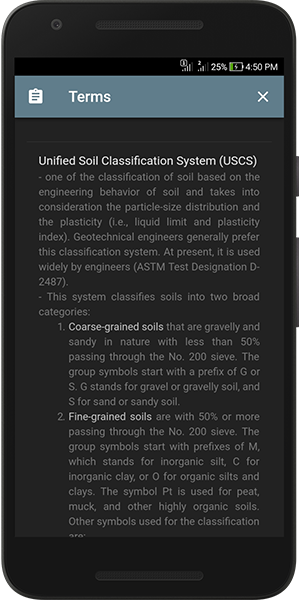 2 25% 4:50 PM
Terms
Unified Soil Classification System (USCS)
- one of the classification of soil based on the
engineering behavior of soil and takes into
consideration the particle-size distribution and
the plasticity (i.e., liquid limit and plasticity
index). Geotechnical engineers generally prefer
this classification system. At present, it is used
widely by engineers (ASTM Test Designation D-
2487).
- This system classifies soils into two broad
categories:
1. Coarse-grained soils that are gravelly and
sandy in nature with less than 50%
passing through the No. 200 sieve. The
group symbols start with a prefix of G or
S. G stands for gravel or gravelly soil, and
S for sand or sandy soil.
2. Fine-grained soils are with 50% or more
passing through the No. 200 sieve. The
group symbols start with prefixes of M,
which stands for inorganic silt, C for
inorganic clay, or O for organic silts and
clays. The symbol Pt is used for peat,
muck, and other highly organic soils.
Other symbols used for the classification
are: